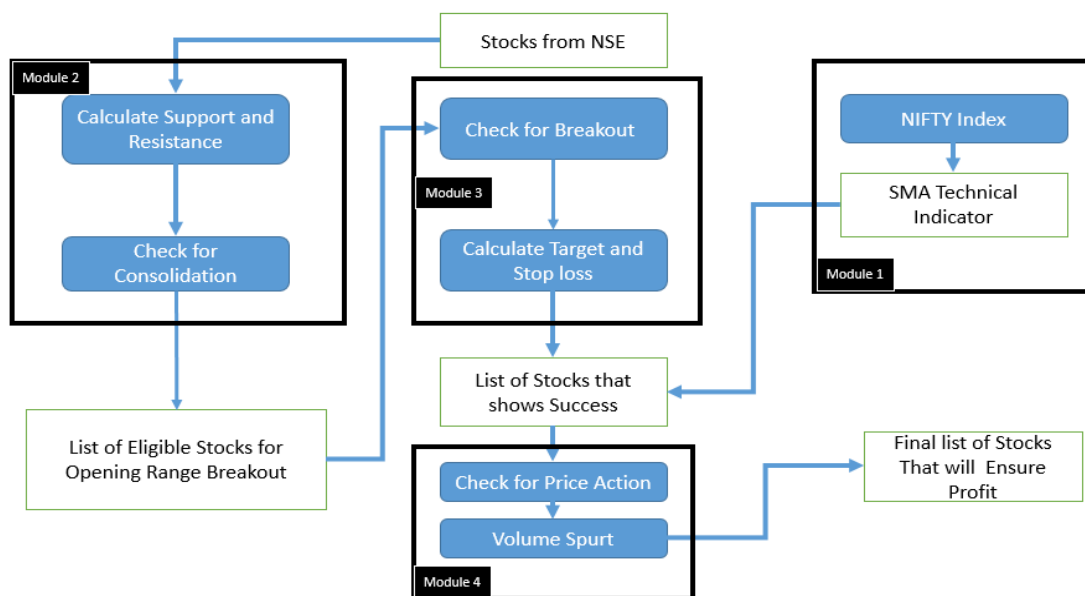 Stocks from NSE
Module 2
Calculate Support and
Resistance
Check for
Consolidation
List of Eligible Stocks for
Opening Range Breakout
Check for Breakout
Module 3
Calculate Target and
Stop loss
NIFTY Index
SMA Technical
Indicator
Module 1
List of Stocks that
shows Success
Check for Price Action
Volume Spurt
Module 4
Final list of Stocks
That will Ensure
Profit